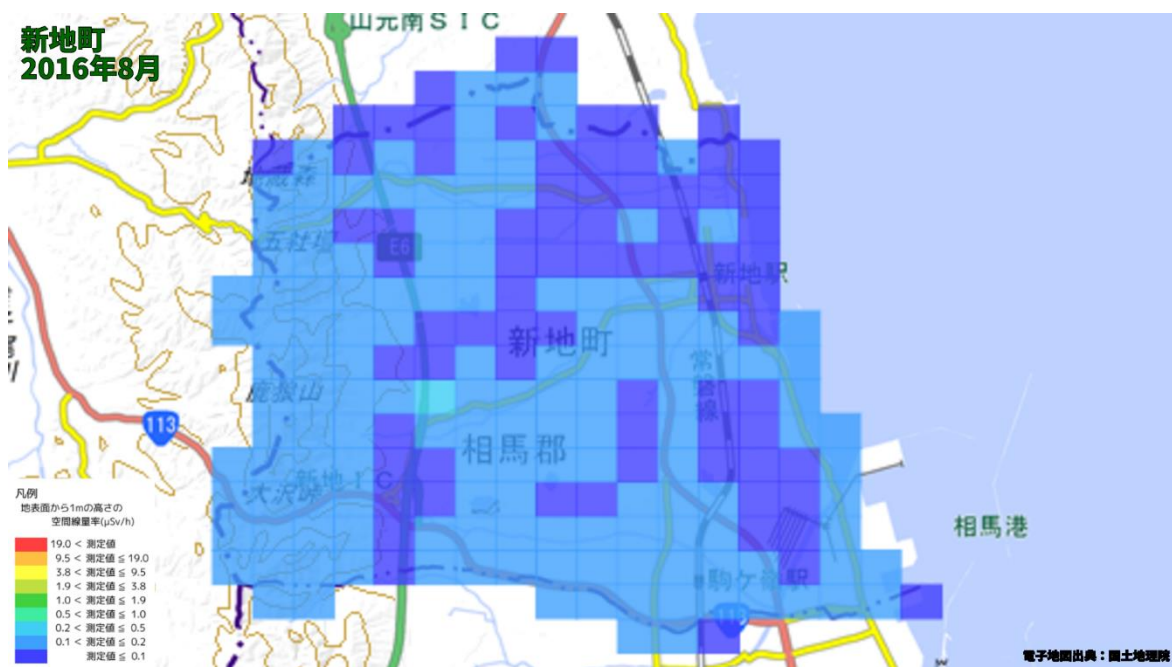 新地町
2016年8月
山元南SIC
地蔵森
五社壇
E6
新地駅
新地町
常磐線
鹿狼山
113
相馬郡
新地IC
大沢峠
相馬港
駒ケ嶺駅
113
凡例
地表面から1mの高さの
空間線量率(μSv/h)
19.0 < 測定値
9.5 < 測定値 ≤ 19.0
3.8 < 測定値 ≤ 9.5
1.9 < 測定値 ≤ 3.8
1.0 < 測定値 ≤ 1.9
0.5 < 測定値 ≤ 1.0
0.2 < 測定値 ≤ 0.5
0.1 < 測定値 ≤ 0.2
測定値 ≤ 0.1
電子地図出典：国土地理院